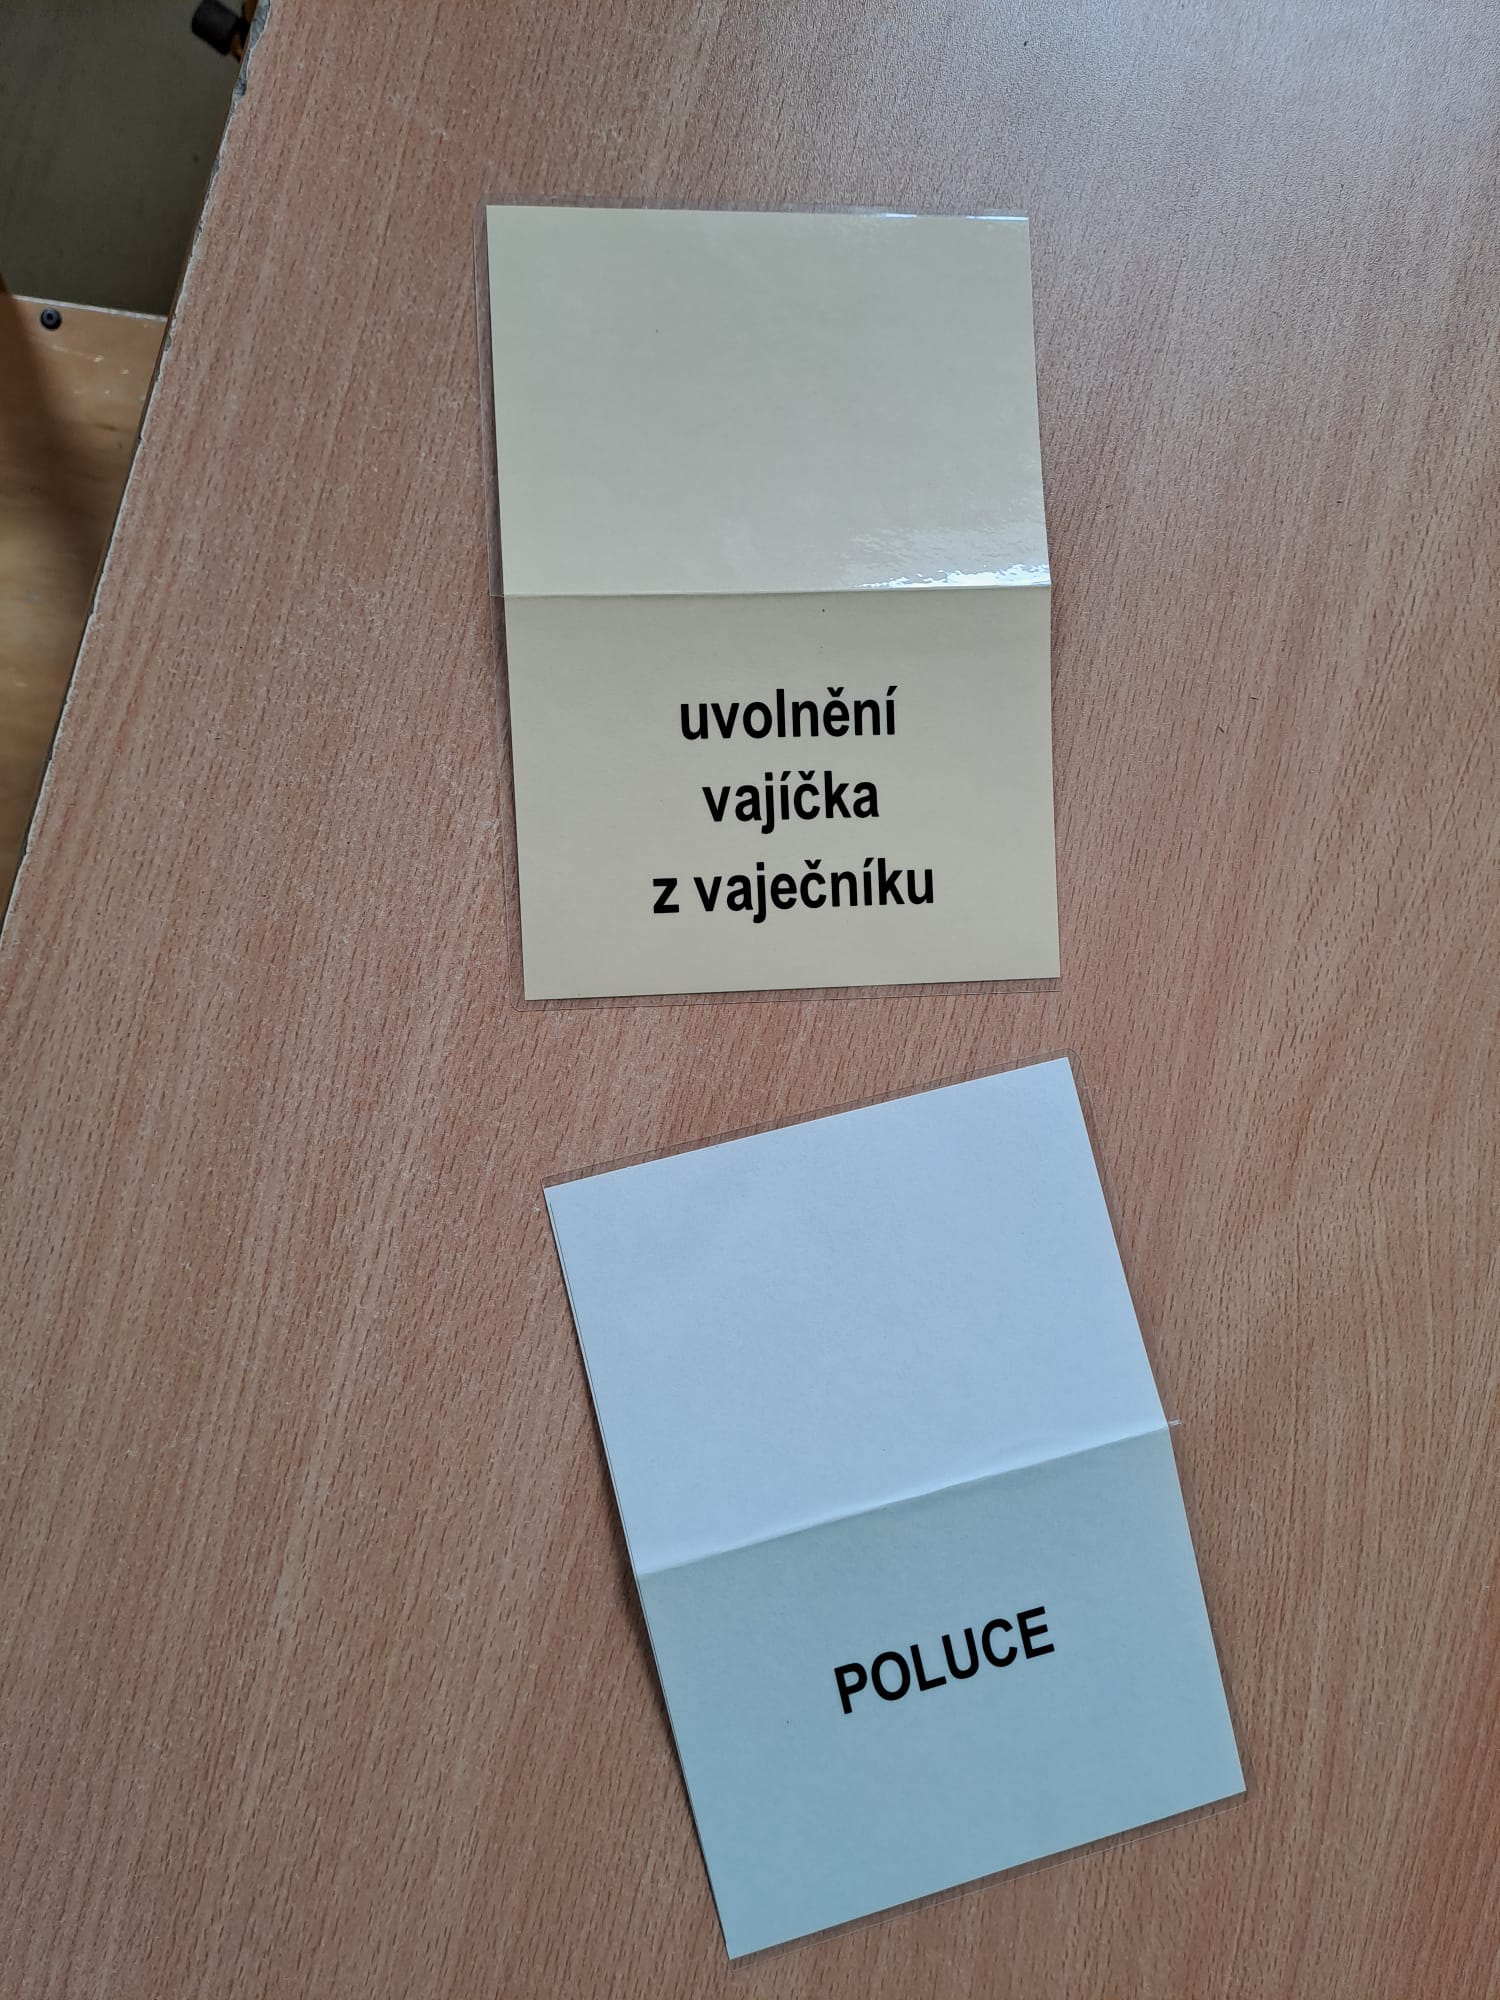 uvolnění
vajíčka
z vaječníku
POLUCE